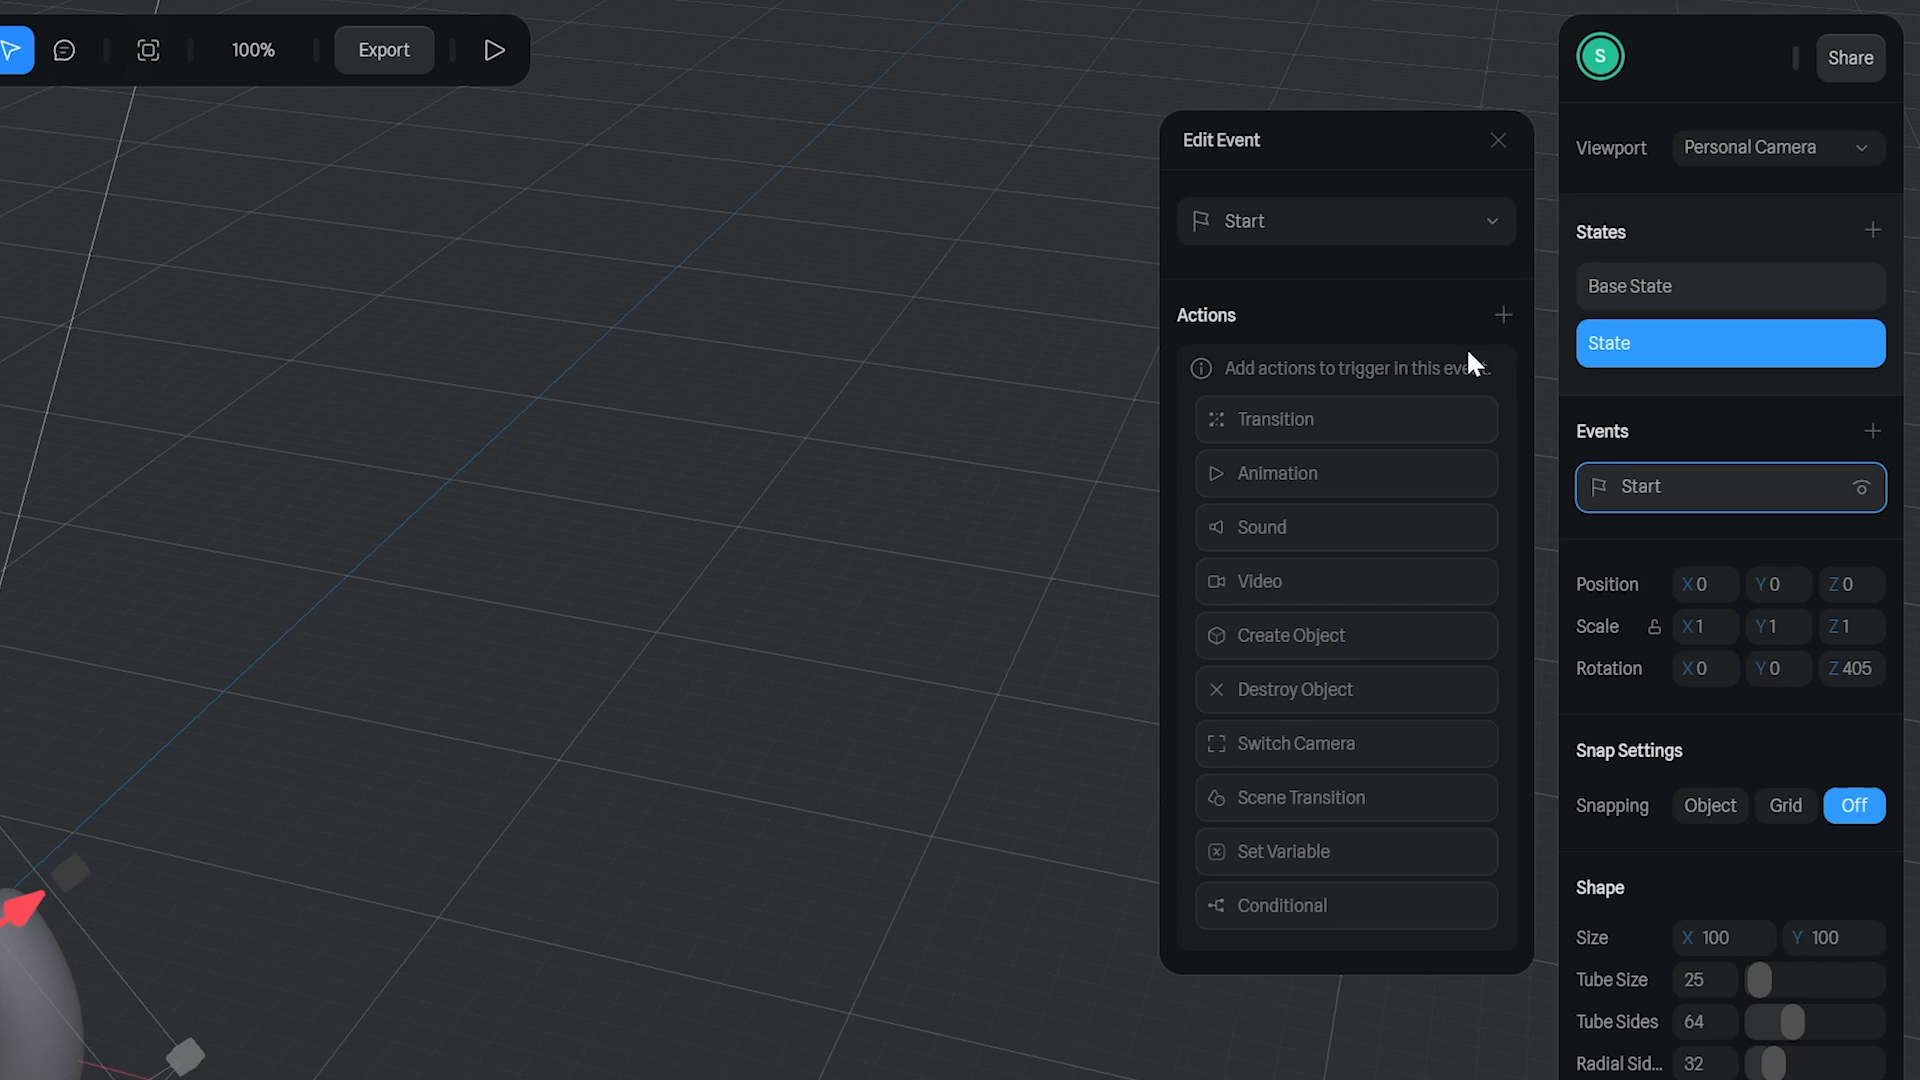 100%
Export
S
Share
Edit Event
Viewport
Personal Camera
Start
States
Base State
Actions
State
Add actions to trigger in this
Transition
Events
Animation
Start
Sound
Video
Position X 0 Y 0 Z 0
Create Object
Scale X 1 Y 1 Z 1
Destroy Object
Rotation X 0 Y 0 Z 405
Switch Camera
Snap Settings
Scene Transition
Snapping Object Grid Off
Set Variable
Shape
Conditional
Size X 100 Y 100
Tube Size 25
Tube Sides 64
Radial Sid... 32